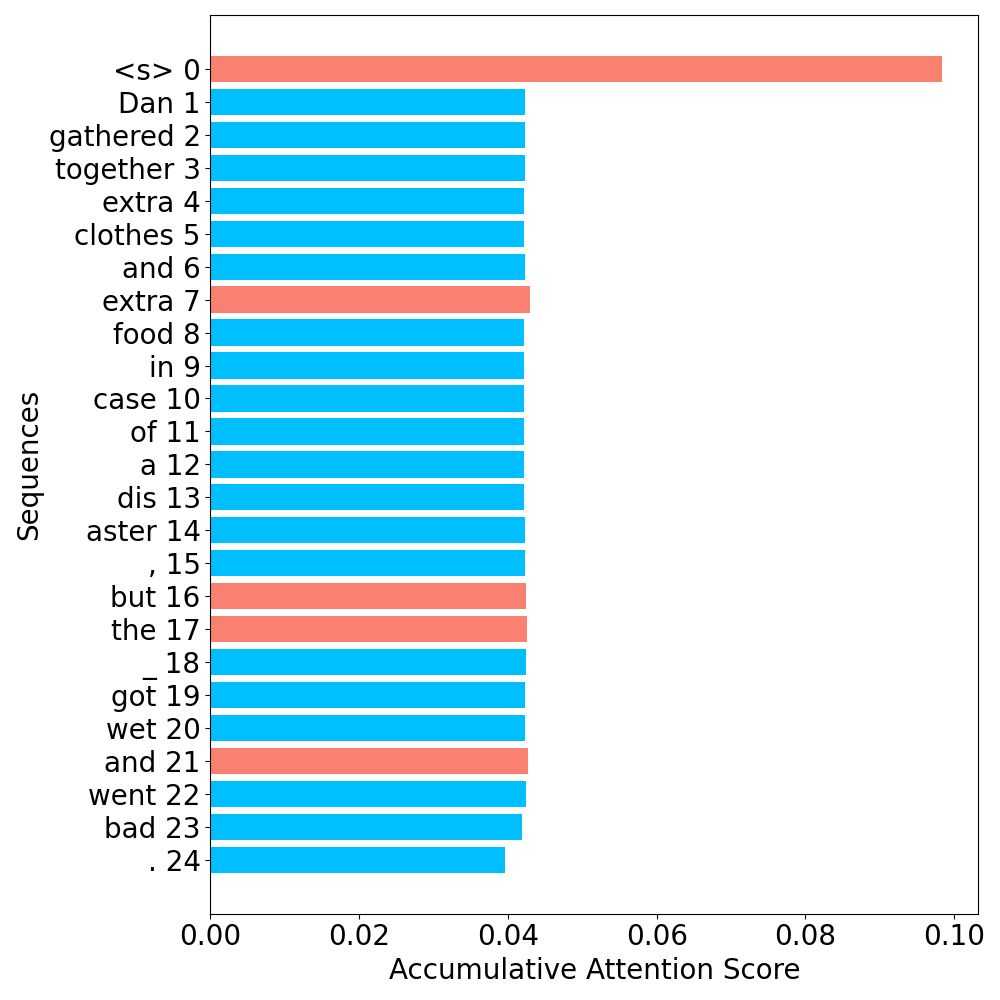 <s> 0
Dan 1
gathered 2
together 3
extra 4
clothes 5
and 6
extra 7
food 8
in 9
case 10
of 11
a 12
dis 13
aster 14
, 15
but 16
the 17
_ 18
got 19
wet 20
and 21
went 22
bad 23
. 24
Sequences
0.00 0.02 0.04 0.06 0.08 0.10
Accumulative Attention Score